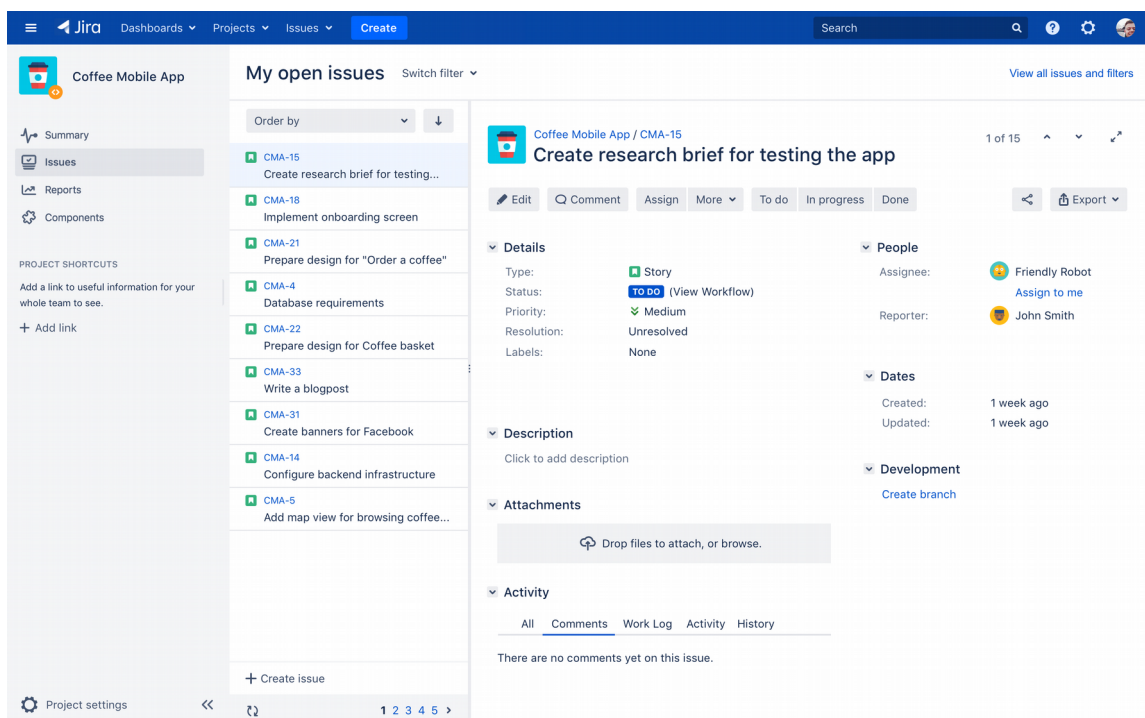 Jira Dashboards Projects Issues Create Search
Coffee Mobile App
Summary
Issues
Reports
Components
PROJECT SHORTCUTS
Add a link to useful information for your
whole team to see.
+ Add link
Project settings
My open issues Switch filter
View all issues and filters
Order by
CMA-15
Create research brief for testing...
CMA-18
Implement onboarding screen
CMA-21
Prepare design for "Order a coffee"
CMA-4
Database requirements
CMA-22
Prepare design for Coffee basket
CMA-33
Write a blogpost
CMA-31
Create banners for Facebook
CMA-14
Configure backend infrastructure
CMA-5
Add map view for browsing coffee...
+ Create issue
1 2 3 4 5
Coffee Mobile App / CMA-15
Create research brief for testing the app
1 of 15
Edit Comment Assign More To do In progress Done Export
Details
Type: Story
Status: TO DO (View Workflow)
Priority: Medium
Resolution: Unresolved
Labels: None
Description
Click to add description
Attachments
Drop files to attach, or browse.
Activity
All Comments Work Log Activity History
There are no comments yet on this issue.
People
Assignee: Friendly Robot
Assign to me
Reporter: John Smith
Dates
Created: 1 week ago
Updated: 1 week ago
Development
Create branch